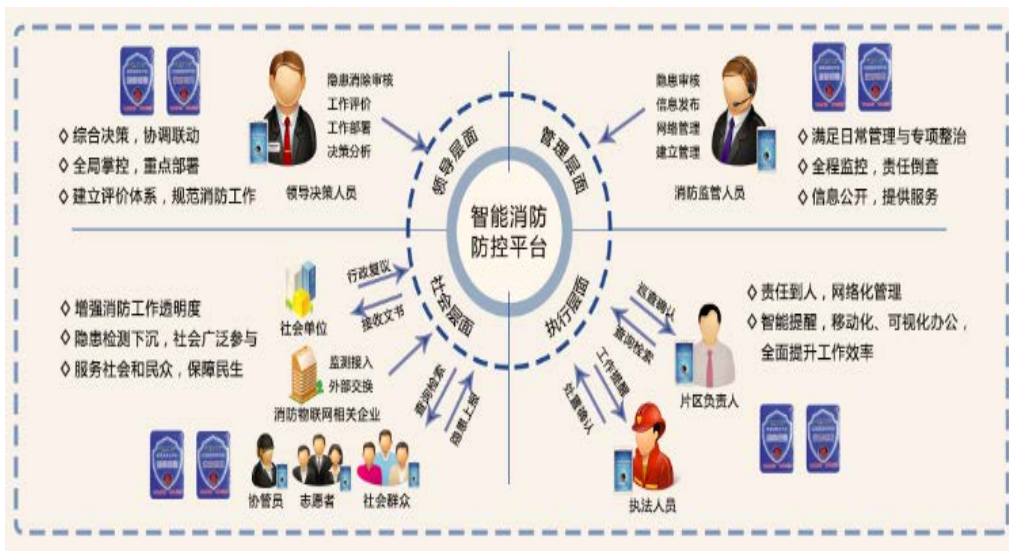 隐患消除审核
工作评价
工作部署
决策分析
领导决策人员
◇ 综合决策，协调联动
◇ 全局掌控，重点部署
◇ 建立评价体系，规范消防工作
隐患审核
信息发布
网络管理
建立管理
消防监管人员
◇ 满足日常管理与专项整治
◇ 全程监控，责任倒查
◇ 信息公开，提供服务
领导层面
管理层面
智能消防
防控平台
社会层面
执行层面
◇ 增强消防工作透明度
◇ 隐患检测下沉，社会广泛参与
◇ 服务社会和民众，保障民生
社会单位
行政复议
接收文书
监测接入
外部交换
消防物联网相关企业
查询检索
隐患上报
协管员
志愿者
社会群众
巡查确认
查询检索
片区负责人
工作提醒
处置确认
执法人员
◇ 责任到人，网络化管理
◇ 智能提醒，移动化、可视化办公，
全面提升工作效率